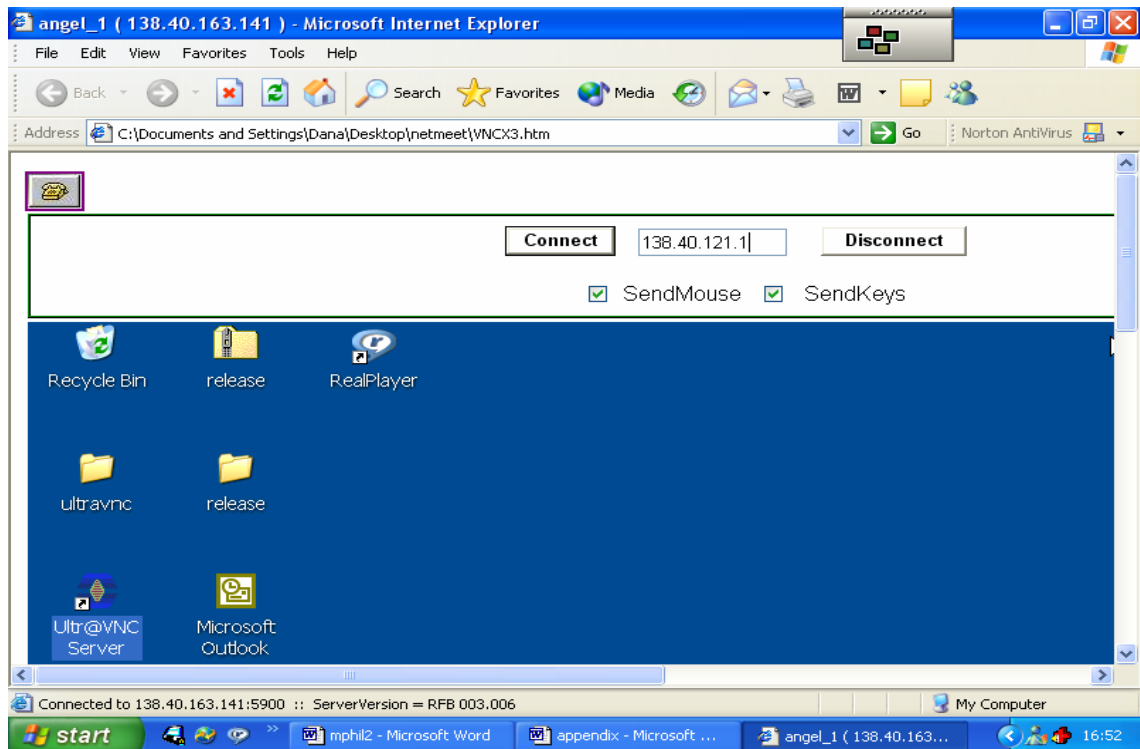 angel_1 ( 138.40.163.141 ) - Microsoft Internet Explorer
File Edit View Favorites Tools Help
Back Search Favorites Media
Address C:\Documents and Settings\Dana\Desktop\netmeet\VNCX3.htm Go Norton AntiVirus
Connect 138.40.121.1 Disconnect
SendMouse SendKeys
Recycle Bin release RealPlayer
ultravnc release
Ultr@VNC Server Microsoft Outlook
Connected to 138.40.163.141:5900 :: ServerVersion = RFB 003.006 My Computer
start » mphil2 - Microsoft Word appendix - Microsoft ... angel_1 ( 138.40.163... 16:52